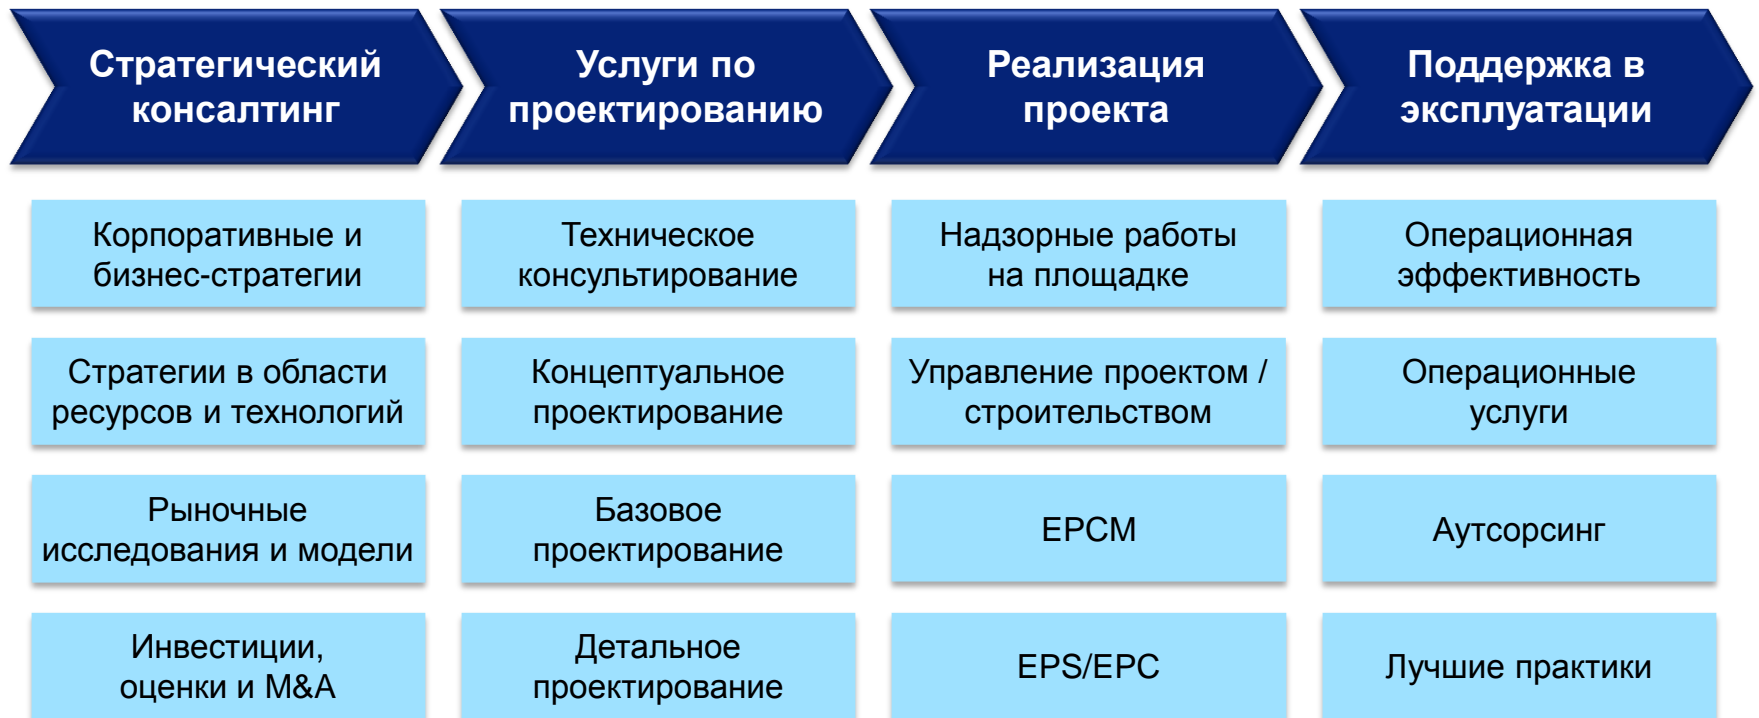 Стратегический
консалтинг
Услуги по
проектированию
Реализация
проекта
Поддержка в
эксплуатации
Корпоративные и
бизнес-стратегии
Техническое
консультирование
Надзорные работы
на площадке
Операционная
эффективность
Стратегии в области
ресурсов и технологий
Концептуальное
проектирование
Управление проектом /
строительством
Операционные
услуги
Рыночные
исследования и модели
Базовое
проектирование
EPCM
Аутсорсинг
Инвестиции,
оценки и M&A
Детальное
проектирование
EPS/EPC
Лучшие практики